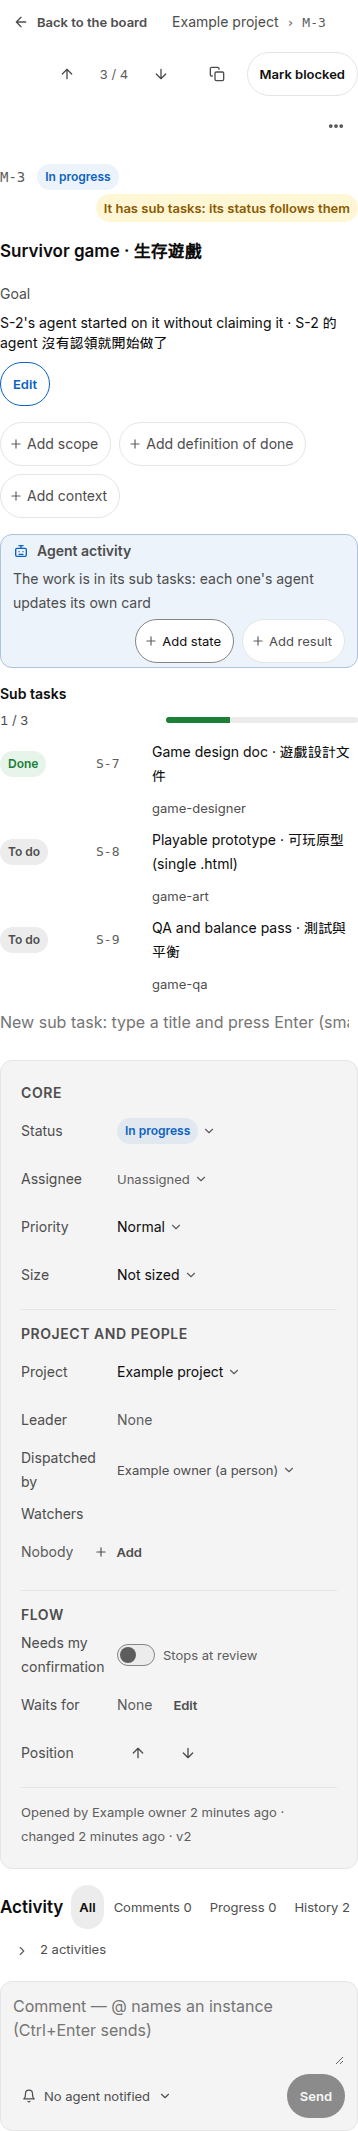 Back to the board Example project › M-3
3 / 4 Mark blocked
M-3 In progress
It has sub tasks: its status follows them
Survivor game · 生存遊戲
Goal
S-2's agent started on it without claiming it · S-2 的
agent 沒有認領就開始做了
Edit
Add scope Add definition of done
Add context
Agent activity
The work is in its sub tasks: each one's agent
updates its own card
Add state Add result
Sub tasks
1 / 3
Done S-7 Game design doc · 遊戲設計文
件
game-designer
To do S-8 Playable prototype · 可玩原型
(single .html)
game-art
To do S-9 QA and balance pass · 測試與
平衡
game-qa
New sub task: type a title and press Enter (sma
CORE
Status In progress
Assignee Unassigned
Priority Normal
Size Not sized
PROJECT AND PEOPLE
Project Example project
Leader None
Dispatched
by Example owner (a person)
Watchers
Nobody Add
FLOW
Needs my
confirmation Stops at review
Waits for None Edit
Position
Opened by Example owner 2 minutes ago ·
changed 2 minutes ago · v2
Activity All Comments 0 Progress 0 History 2
2 activities
Comment — @ names an instance
(Ctrl+Enter sends)
No agent notified Send